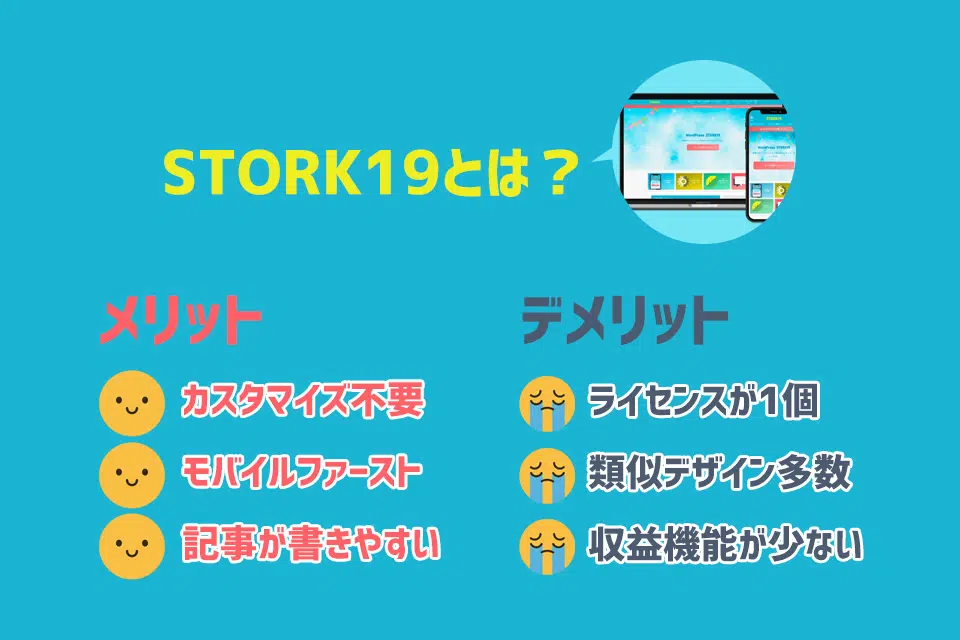 STORK19とは？
STORK19
WordPress STORK19
メリット
カスタマイズ不要
モバイルファースト
記事が書きやすい
デメリット
ライセンスが1個
類似デザイン多数
収益機能が少ない